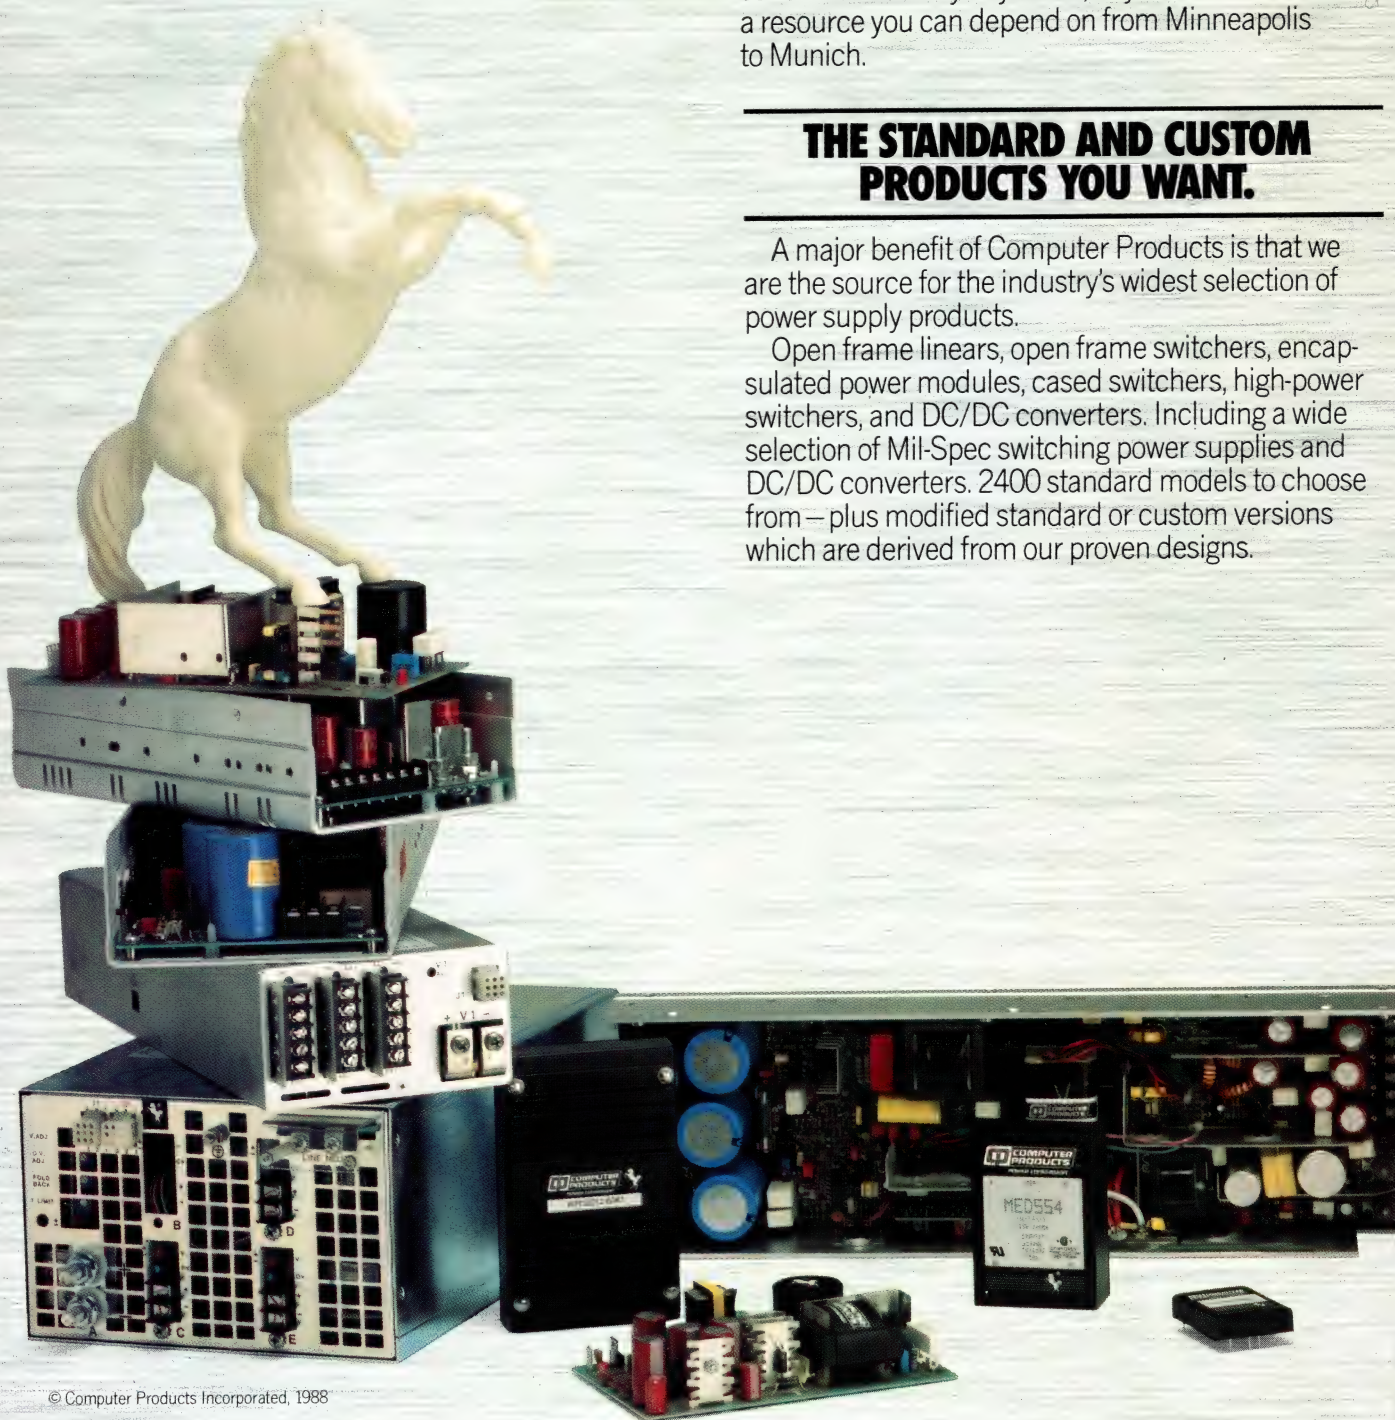 a resource you can depend on from Minneapolis
to Munich.
THE STANDARD AND CUSTOM
PRODUCTS YOU WANT.
A major benefit of Computer Products is that we
are the source for the industry's widest selection of
power supply products.
Open frame linears, open frame switchers, encap-
sulated power modules, cased switchers, high-power
switchers, and DC/DC converters. Including a wide
selection of Mil-Spec switching power supplies and
DC/DC converters. 2400 standard models to choose
from—plus modified standard or custom versions
which are derived from our proven designs.
+ V1 -
V.ADJ
O.V.
ADJ
FOLD
BACK
B
D
A
C
E
COMPUTER
PRODUCTS
COMPUTER
PRODUCTS
COMPUTER
PRODUCTS
MED554
© Computer Products Incorporated, 1988